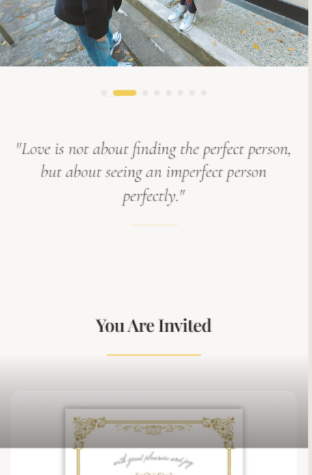 "Love is not about finding the perfect person,
but about seeing an imperfect person
perfectly."
You Are Invited
with great pleasure and joy